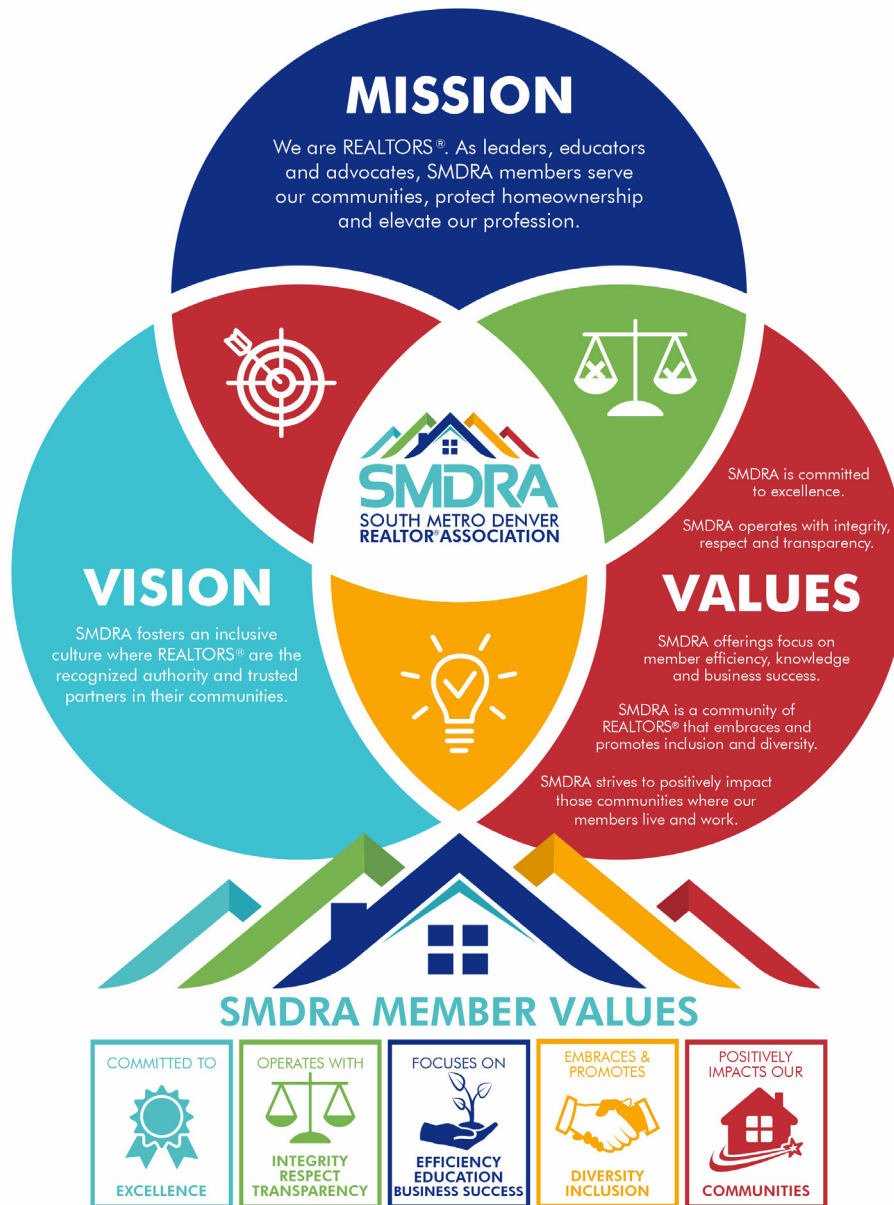 MISSION
We are REALTORS®. As leaders, educators
and advocates, SMDRA members serve
our communities, protect homeownership
and elevate our profession.
SMDRA
SOUTH METRO DENVER
REALTOR® ASSOCIATION
VISION
SMDRA fosters an inclusive
culture where REALTORS® are the
recognized authority and trusted
partners in their communities.
SMDRA is committed
to excellence.
SMDRA operates with integrity,
respect and transparency.
VALUES
SMDRA offerings focus on
member efficiency, knowledge
and business success.
SMDRA is a community of
REALTORS® that embraces and
promotes inclusion and diversity.
SMDRA strives to positively impact
those communities where our
members live and work.
SMDRA MEMBER VALUES
COMMITTED TO
EXCELLENCE
OPERATES WITH
INTEGRITY
RESPECT
TRANSPARENCY
FOCUSES ON
EFFICIENCY
EDUCATION
BUSINESS SUCCESS
EMBRACES &
PROMOTES
DIVERSITY
INCLUSION
POSITIVELY
IMPACTS OUR
COMMUNITIES